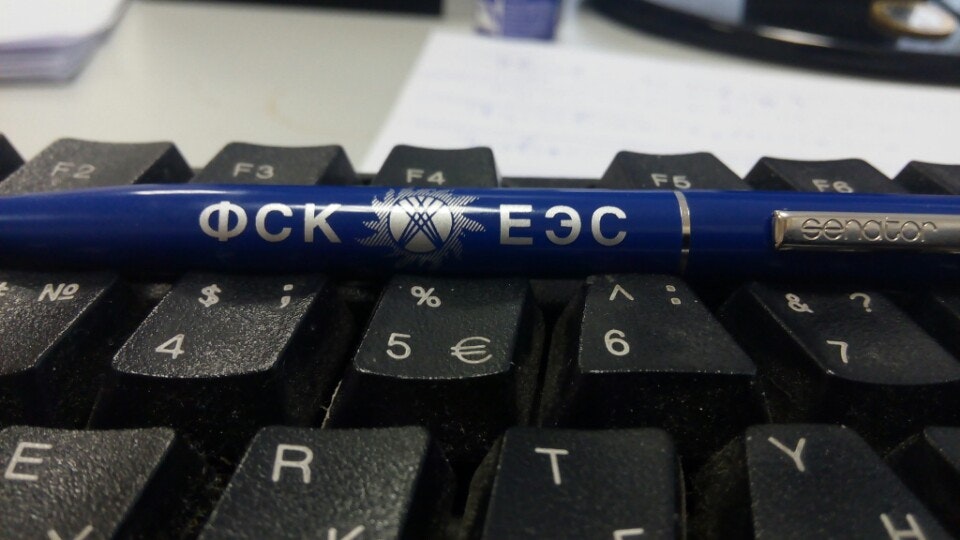 F2 F3 F4 F5 F6
ФСК ЕЭС senator
№ $ ; % ^ : & ?
4 5 € 6 7
E R T Y
У К Е Н